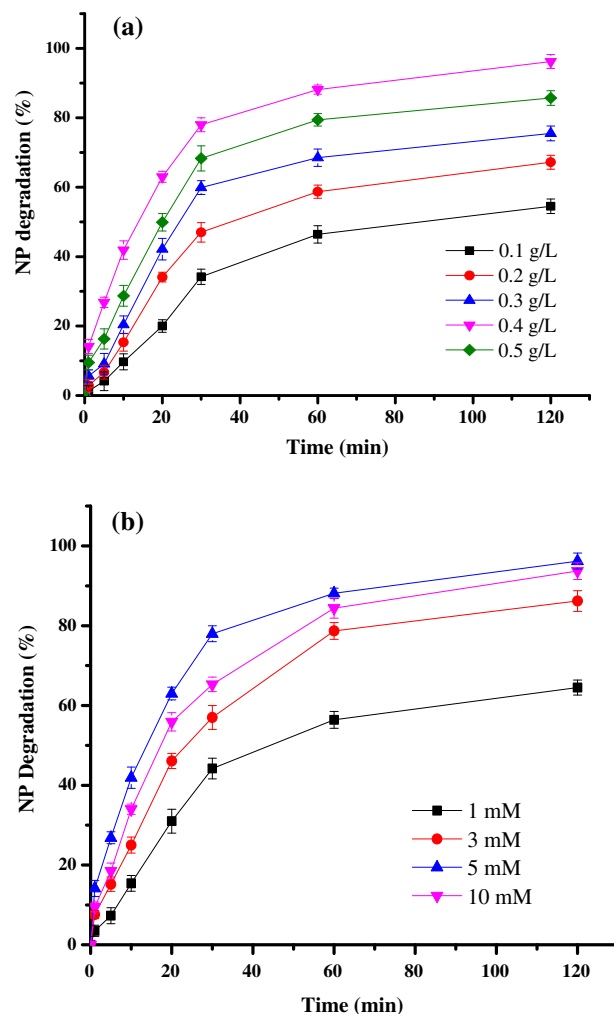 (a)
NP degradation (%)
100
80
60
40
20
0
0 20 40 60 80 100 120
Time (min)
0.1 g/L
0.2 g/L
0.3 g/L
0.4 g/L
0.5 g/L
(b)
NP Degradation (%)
100
80
60
40
20
0
0 20 40 60 80 100 120
Time (min)
1 mM
3 mM
5 mM
10 mM